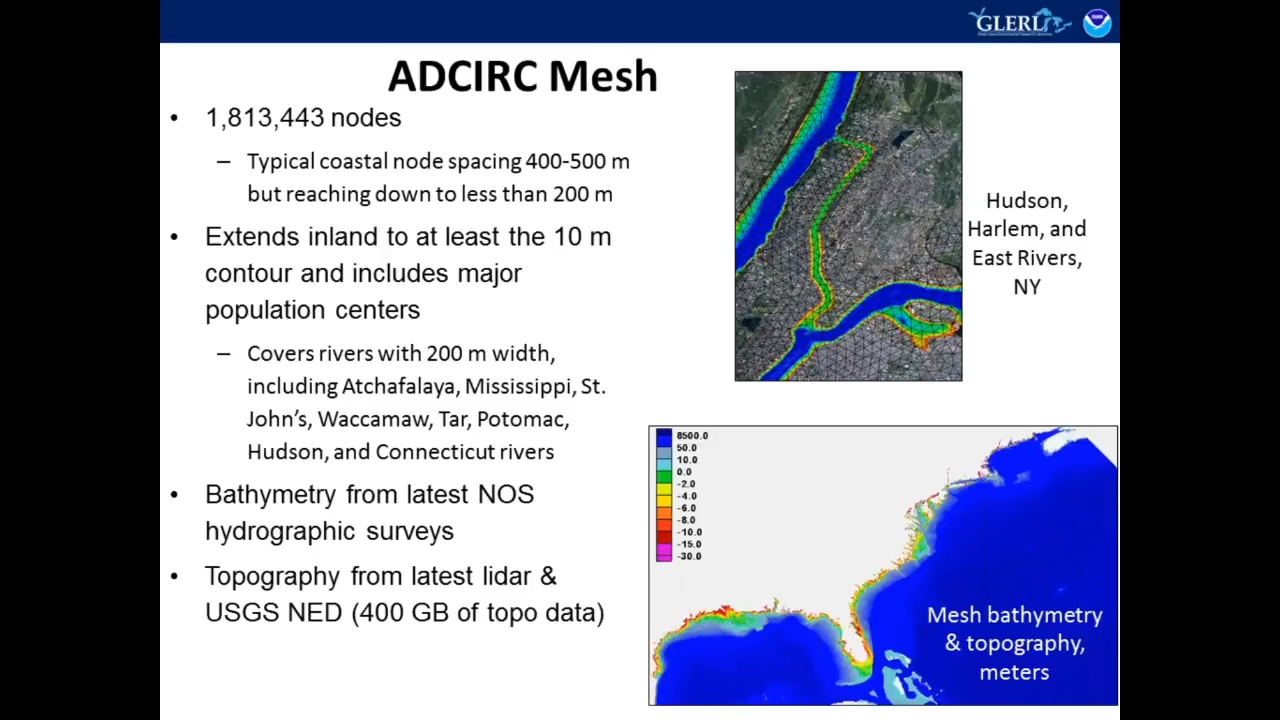 GLERL
ADCIRC Mesh
• 1,813,443 nodes
– Typical coastal node spacing 400-500 m
but reaching down to less than 200 m
• Extends inland to at least the 10 m
contour and includes major
population centers
– Covers rivers with 200 m width,
including Atchafalaya, Mississippi, St.
John’s, Waccamaw, Tar, Potomac,
Hudson, and Connecticut rivers
• Bathymetry from latest NOS
hydrographic surveys
• Topography from latest lidar &
USGS NED (400 GB of topo data)
Hudson,
Harlem, and
East Rivers,
NY
8500.0
50.0
10.0
0.0
-2.0
-4.0
-6.0
-8.0
-10.0
-15.0
-30.0
Mesh bathymetry
& topography,
meters